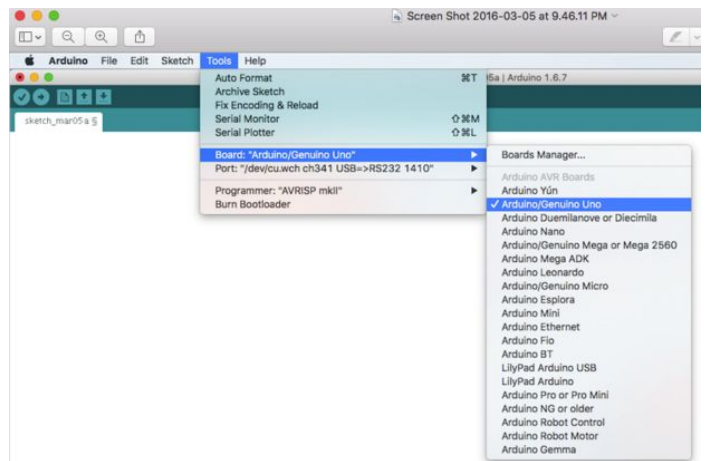 Screen Shot 2016-03-05 at 9.46.11 PM
Arduino File Edit Sketch Tools Help
5a | Arduino 1.6.7
sketch_mar05a §
Auto Format ⌘T
Archive Sketch
Fix Encoding & Reload
Serial Monitor ⇧⌘M
Serial Plotter ⇧⌘L
Board: "Arduino/Genuino Uno"
Port: "/dev/cu.wch ch341 USB=>RS232 1410"
Programmer: "AVRISP mkII"
Burn Bootloader
Boards Manager...
Arduino AVR Boards
Arduino Yún
✓ Arduino/Genuino Uno
Arduino Duemilanove or Diecimila
Arduino Nano
Arduino/Genuino Mega or Mega 2560
Arduino Mega ADK
Arduino Leonardo
Arduino/Genuino Micro
Arduino Esplora
Arduino Mini
Arduino Ethernet
Arduino Fio
Arduino BT
LilyPad Arduino USB
LilyPad Arduino
Arduino Pro or Pro Mini
Arduino NG or older
Arduino Robot Control
Arduino Robot Motor
Arduino Gemma